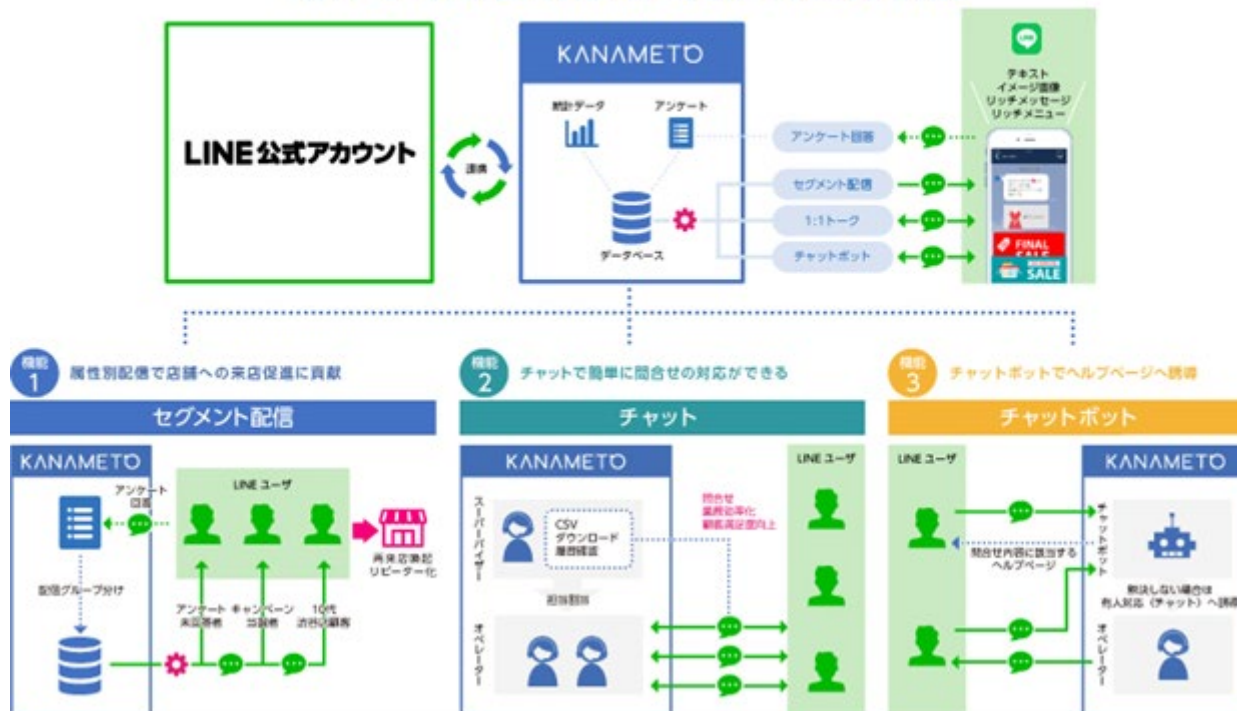 LINE公式アカウント
連携
KANAMETO
統計データ
アンケート
データベース
アンケート回答
セグメント配信
1:1トーク
チャットボット
LINE
テキスト
イメージ画像
リッチメッセージ
リッチメニュー
FINAL
SALE
SALE
機能
1
属性別配信で店舗への来店促進に貢献
セグメント配信
KANAMETO
アンケート
回答
配信グループ分け
LINE ユーザ
再来店喚起
リピーター化
アンケート
未回答者
キャンペーン
当選者
10代
渋谷店顧客
機能
2
チャットで簡単に問合せの対応ができる
チャット
KANAMETO
スーパーバイザー
CSV
ダウンロード
履歴確認
担当割当
オペレーター
問合せ
業務効率化
顧客満足度向上
LINE ユーザ
機能
3
チャットボットでヘルプページへ誘導
チャットボット
LINE ユーザ
KANAMETO
チャットボット
問合せ内容に該当する
ヘルプページ
解決しない場合は
有人対応（チャット）へ誘導
オペレーター